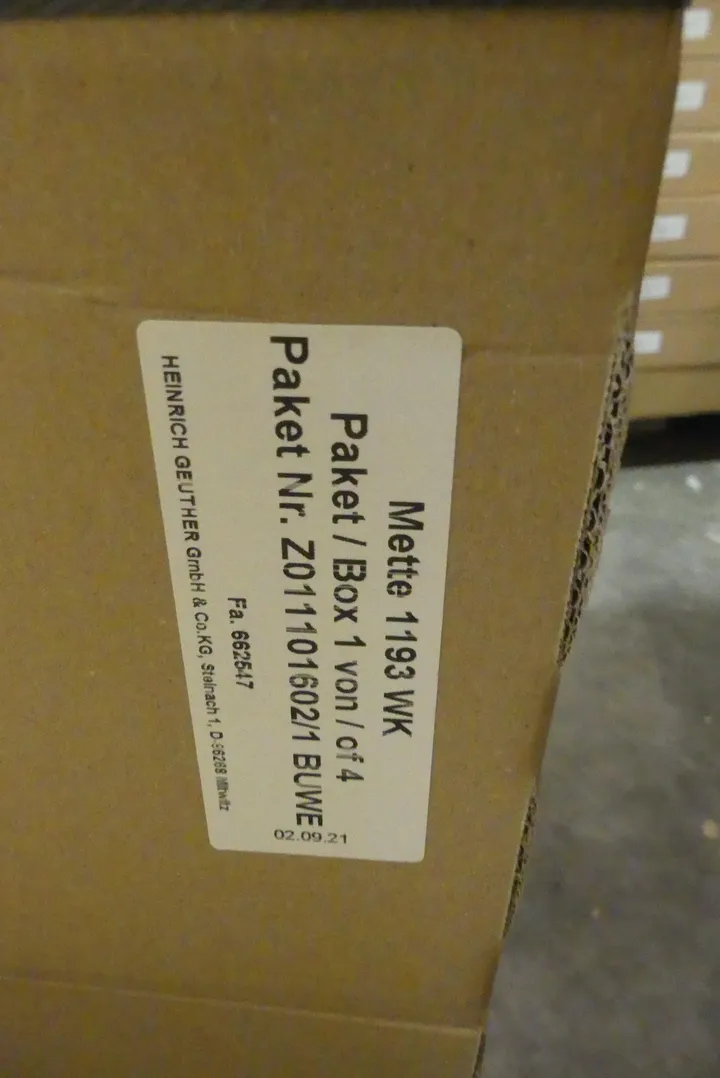 Mette 1193 WK
Paket / Box 1 von / of 4
Paket Nr. Z011101602/1 BUWE
02.09.21
Fa. 662547
HEINRICH GEUTHER GmbH & Co.KG, Steinach 1, D-96268 Mitwitz